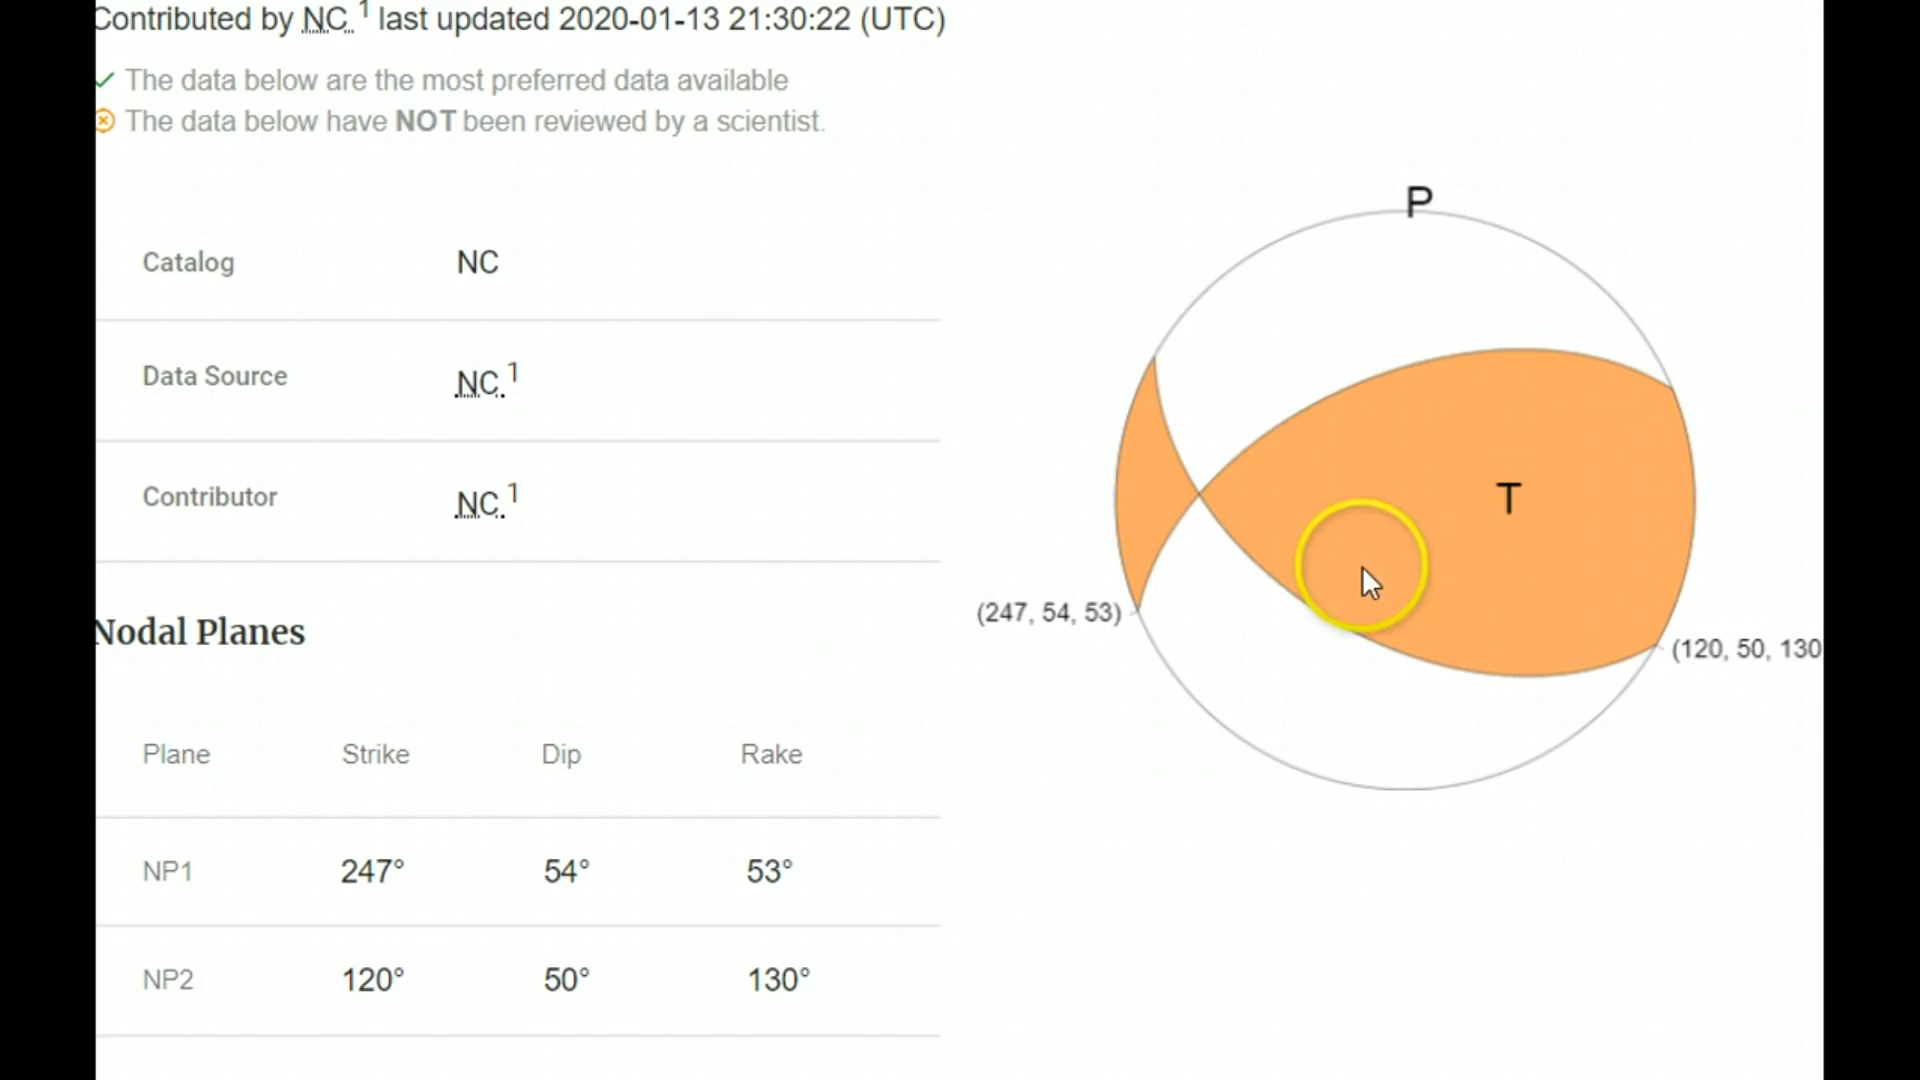 Contributed by NC 1 last updated 2020-01-13 21:30:22 (UTC)
The data below are the most preferred data available
The data below have NOT been reviewed by a scientist.
Catalog NC
Data Source NC 1
Contributor NC 1
Nodal Planes
Plane Strike Dip Rake
NP1 247° 54° 53°
NP2 120° 50° 130°
P
T
(247, 54, 53)
(120, 50, 130